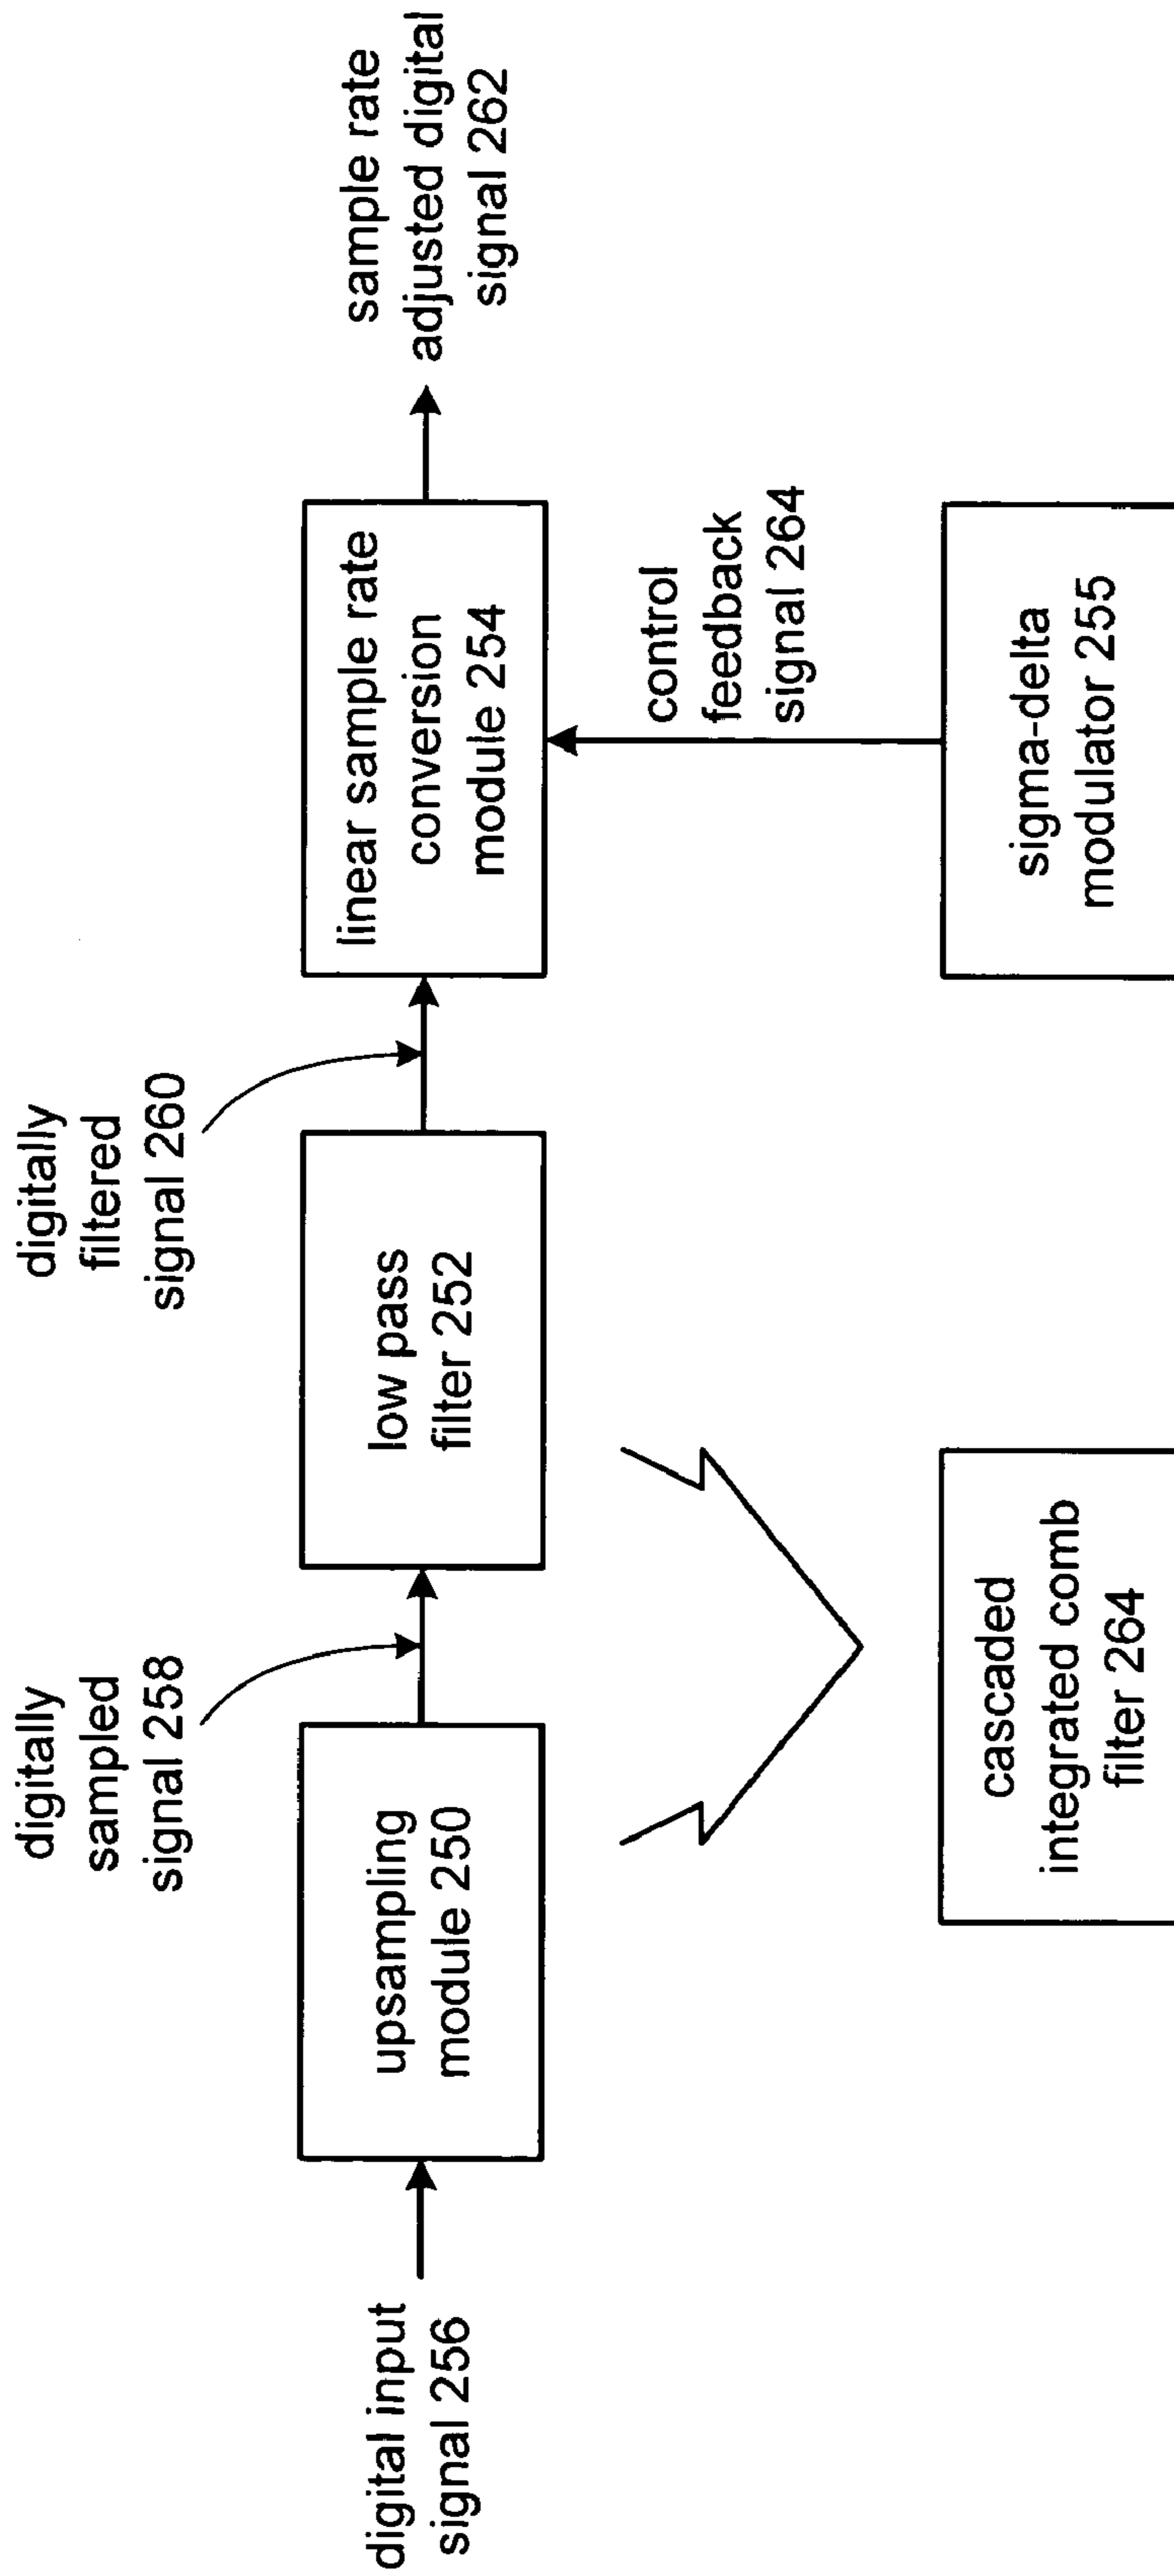 digital input
signal 256
upsampling
module 250
digitally
sampled
signal 258
low pass
filter 252
digitally
filtered
signal 260
linear sample rate
conversion
module 254
sample rate
adjusted digital
signal 262
control
feedback
signal 264
cascaded
integrated comb
filter 264
sigma-delta
modulator 255